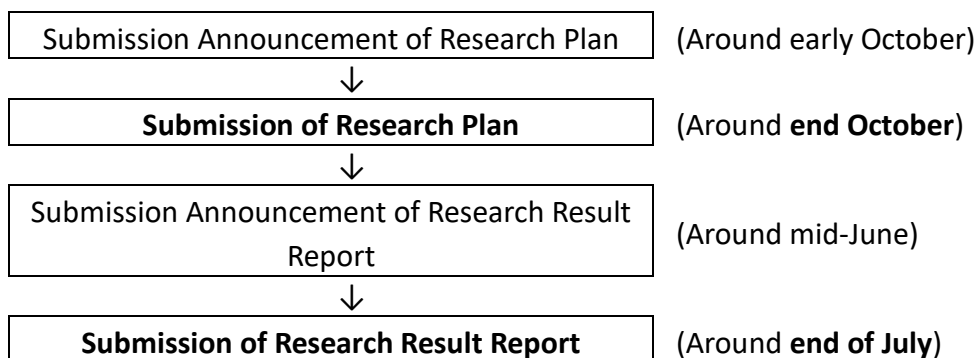 Submission Announcement of Research Plan (Around early October)
↓
Submission of Research Plan (Around end October)
↓
Submission Announcement of Research Result
Report
(Around mid-June)
↓
Submission of Research Result Report (Around end of July)